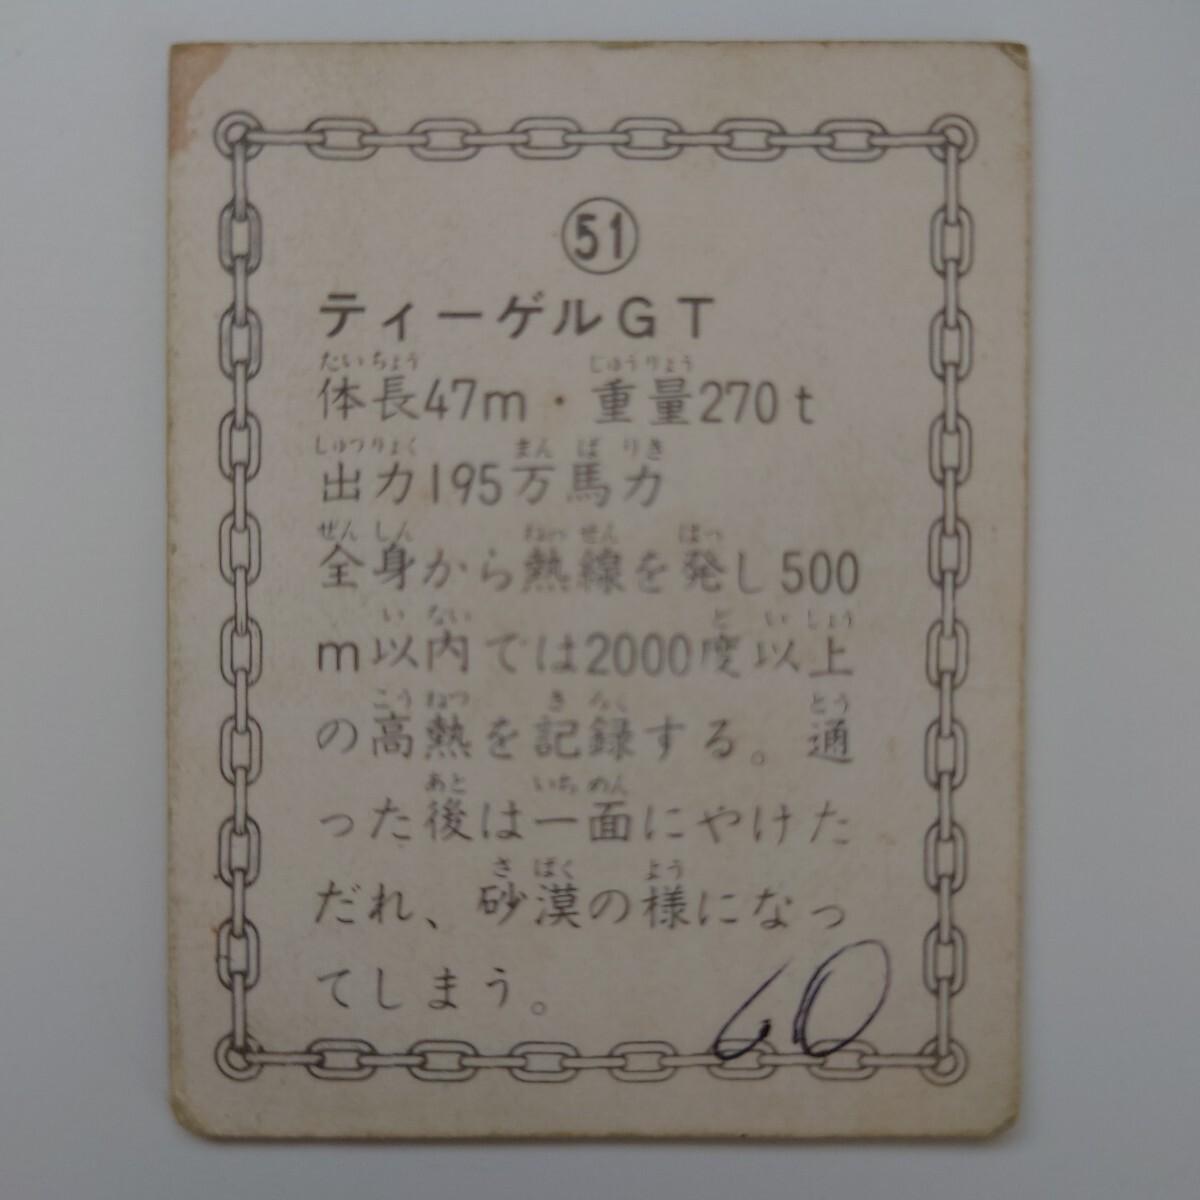 51
ティーゲルGT
たいちょう じゅうりょう
体長47m・重量270t
しゅつりょく まん ば りき
出力195万馬力
ぜん しん ねっ せん はっ
全身から熱線を発し500
い ない ど い しょう
m以内では2000度以上
こう ねつ き ろく とう
の高熱を記録する。通
あと いち めん
った後は一面にやけた
さ ばく よう
だれ、砂漠の様になっ
てしまう。
60